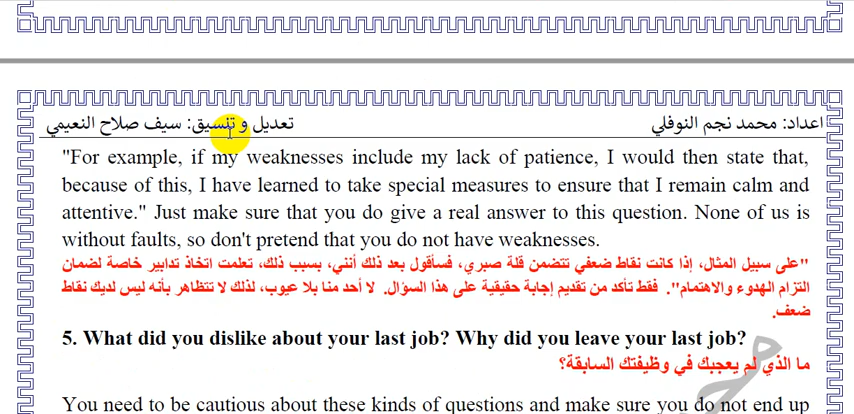 اعداد: محمد نجم النوفلي
تعديل و تنسيق: سيف صلاح النعيمي
"For example, if my weaknesses include my lack of patience, I would then state that,
because of this, I have learned to take special measures to ensure that I remain calm and
attentive." Just make sure that you do give a real answer to this question. None of us is
without faults, so don't pretend that you do not have weaknesses.
"على سبيل المثال، إذا كانت نقاط ضعفي تتضمن قلة صبري، فسأقول بعد ذلك أنني، بسبب ذلك، تعلمت اتخاذ تدابير خاصة لضمان
التزام الهدوء والاهتمام". فقط تأكد من تقديم إجابة حقيقية على هذا السؤال. لا أحد منا بلا عيوب، لذلك لا تتظاهر بأنه ليس لديك نقاط
ضعف.
5. What did you dislike about your last job? Why did you leave your last job?
ما الذي لم يعجبك في وظيفتك السابقة؟
You need to be cautious about these kinds of questions and make sure you do not end up